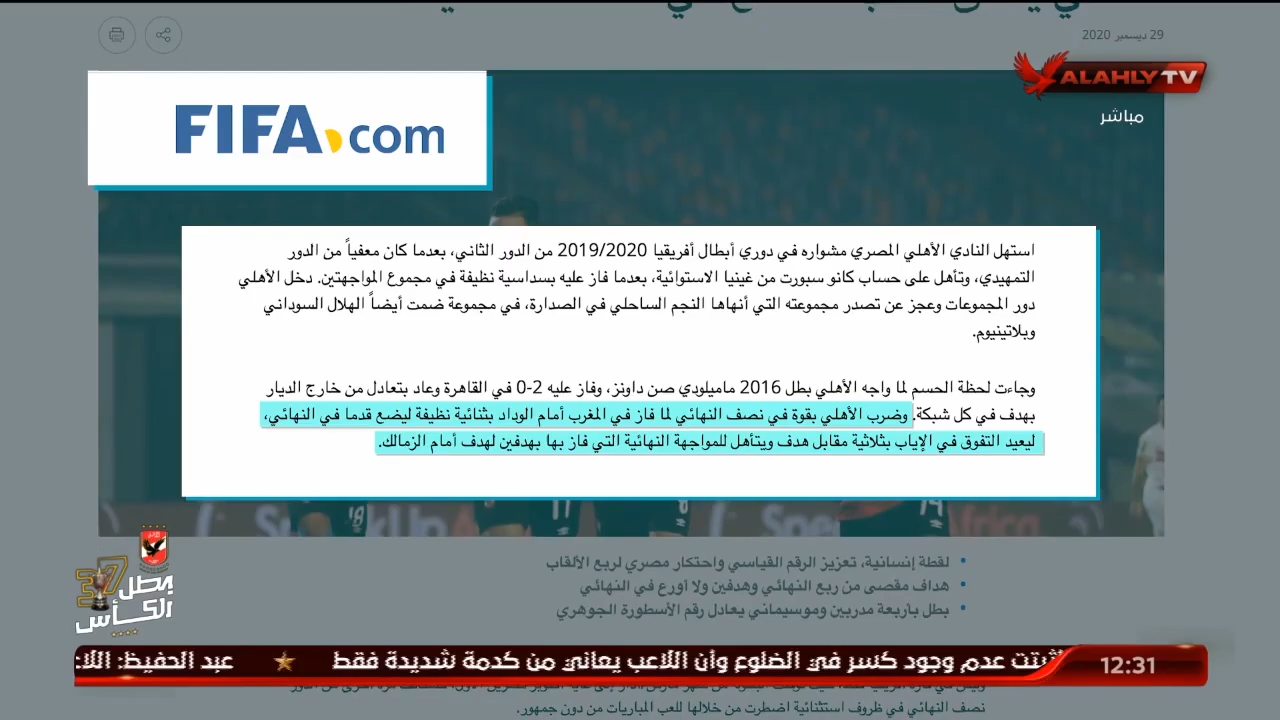 29 ديسمبر 2020
ALAHLY TV
مباشر
FIFA.com
استهل النادي الأهلي المصري مشواره في دوري أبطال أفريقيا 2019/2020 من الدور الثاني، بعدما كان معفياً من الدور
التمهيدي، وتأهل على حساب كانو سبورت من غينيا الاستوائية، بعدما فاز عليه بسداسية نظيفة في مجموع المواجهتين. دخل الأهلي
دور المجموعات وعجز عن تصدر مجموعته التي أنهاها النجم الساحلي في الصدارة، في مجموعة ضمت أيضاً الهلال السوداني
وبلاتينيوم.
وجاءت لحظة الحسم لما واجه الأهلي بطل 2016 ماميلودي صن داونز، وفاز عليه 2-0 في القاهرة وعاد بتعادل من خارج الديار
بهدف في كل شبكة. وضرب الأهلي بقوة في نصف النهائي لما فاز في المغرب أمام الوداد بثنائية نظيفة ليضع قدما في النهائي،
ليعيد التفوق في الإياب بثلاثية مقابل هدف ويتأهل للمواجهة النهائية التي فاز بها بهدفين لهدف أمام الزمالك.
18
11
8
14
لقطة إنسانية، تعزيز الرقم القياسي واحتكار مصري لربع الألقاب
هداف مقصى من ربع النهائي وهدفين ولا اورع في النهائي
بطل بأربعة مدربين وموسيماني يعادل رقم الأسطورة الجوهري
37
بطل
الكأس
أثبتت عدم وجود كسر في الضلوع وأن اللاعب يعاني من كدمة شديدة فقط
عبد الحفيظ: اللاع
12:31
نصف النهائي في ظروف استثنائية اضطرت من خلالها للعب المباريات من دون جمهور.